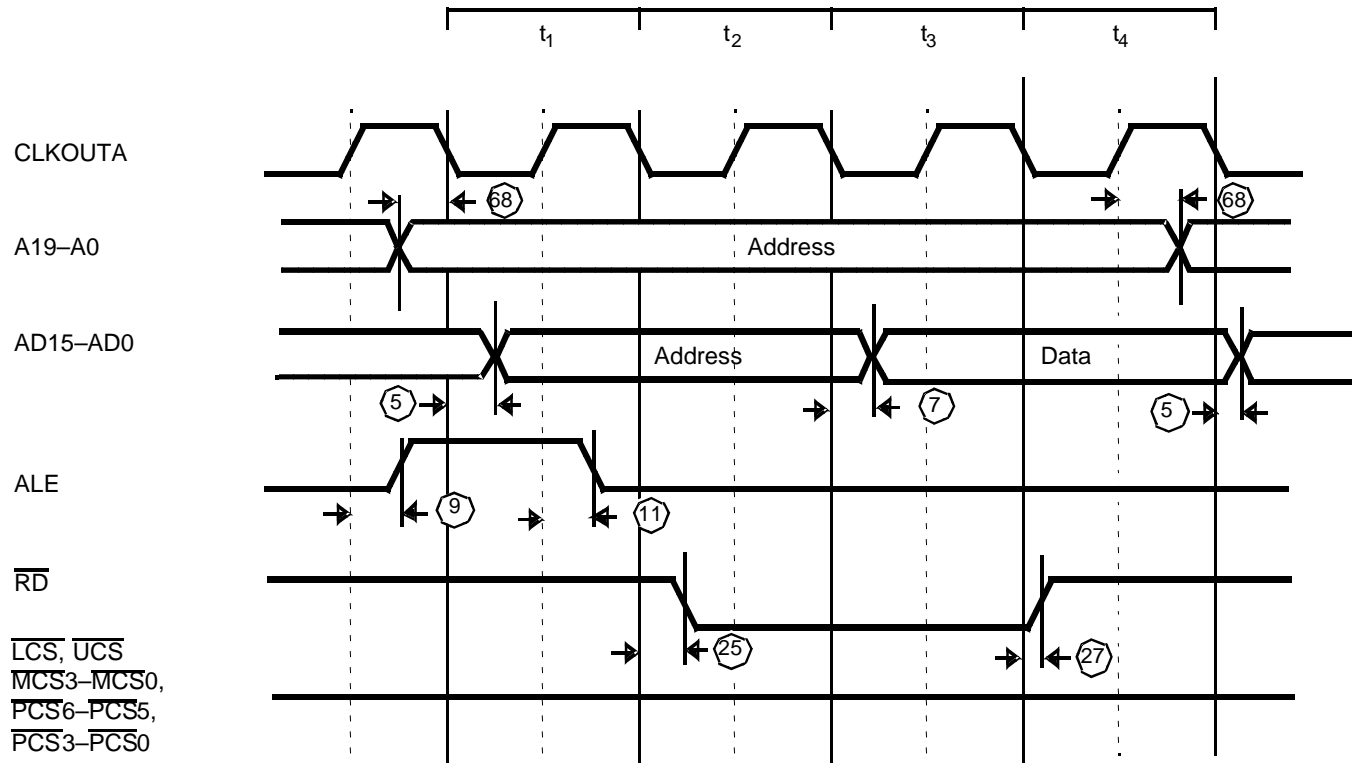 t1 t2 t3 t4
CLKOUTA
68 68
A19–A0 Address
AD15–AD0 Address Data
5 7 5
ALE
9 11
RD
25 27
LCS, UCS
MCS3–MCS0,
PCS6–PCS5,
PCS3–PCS0